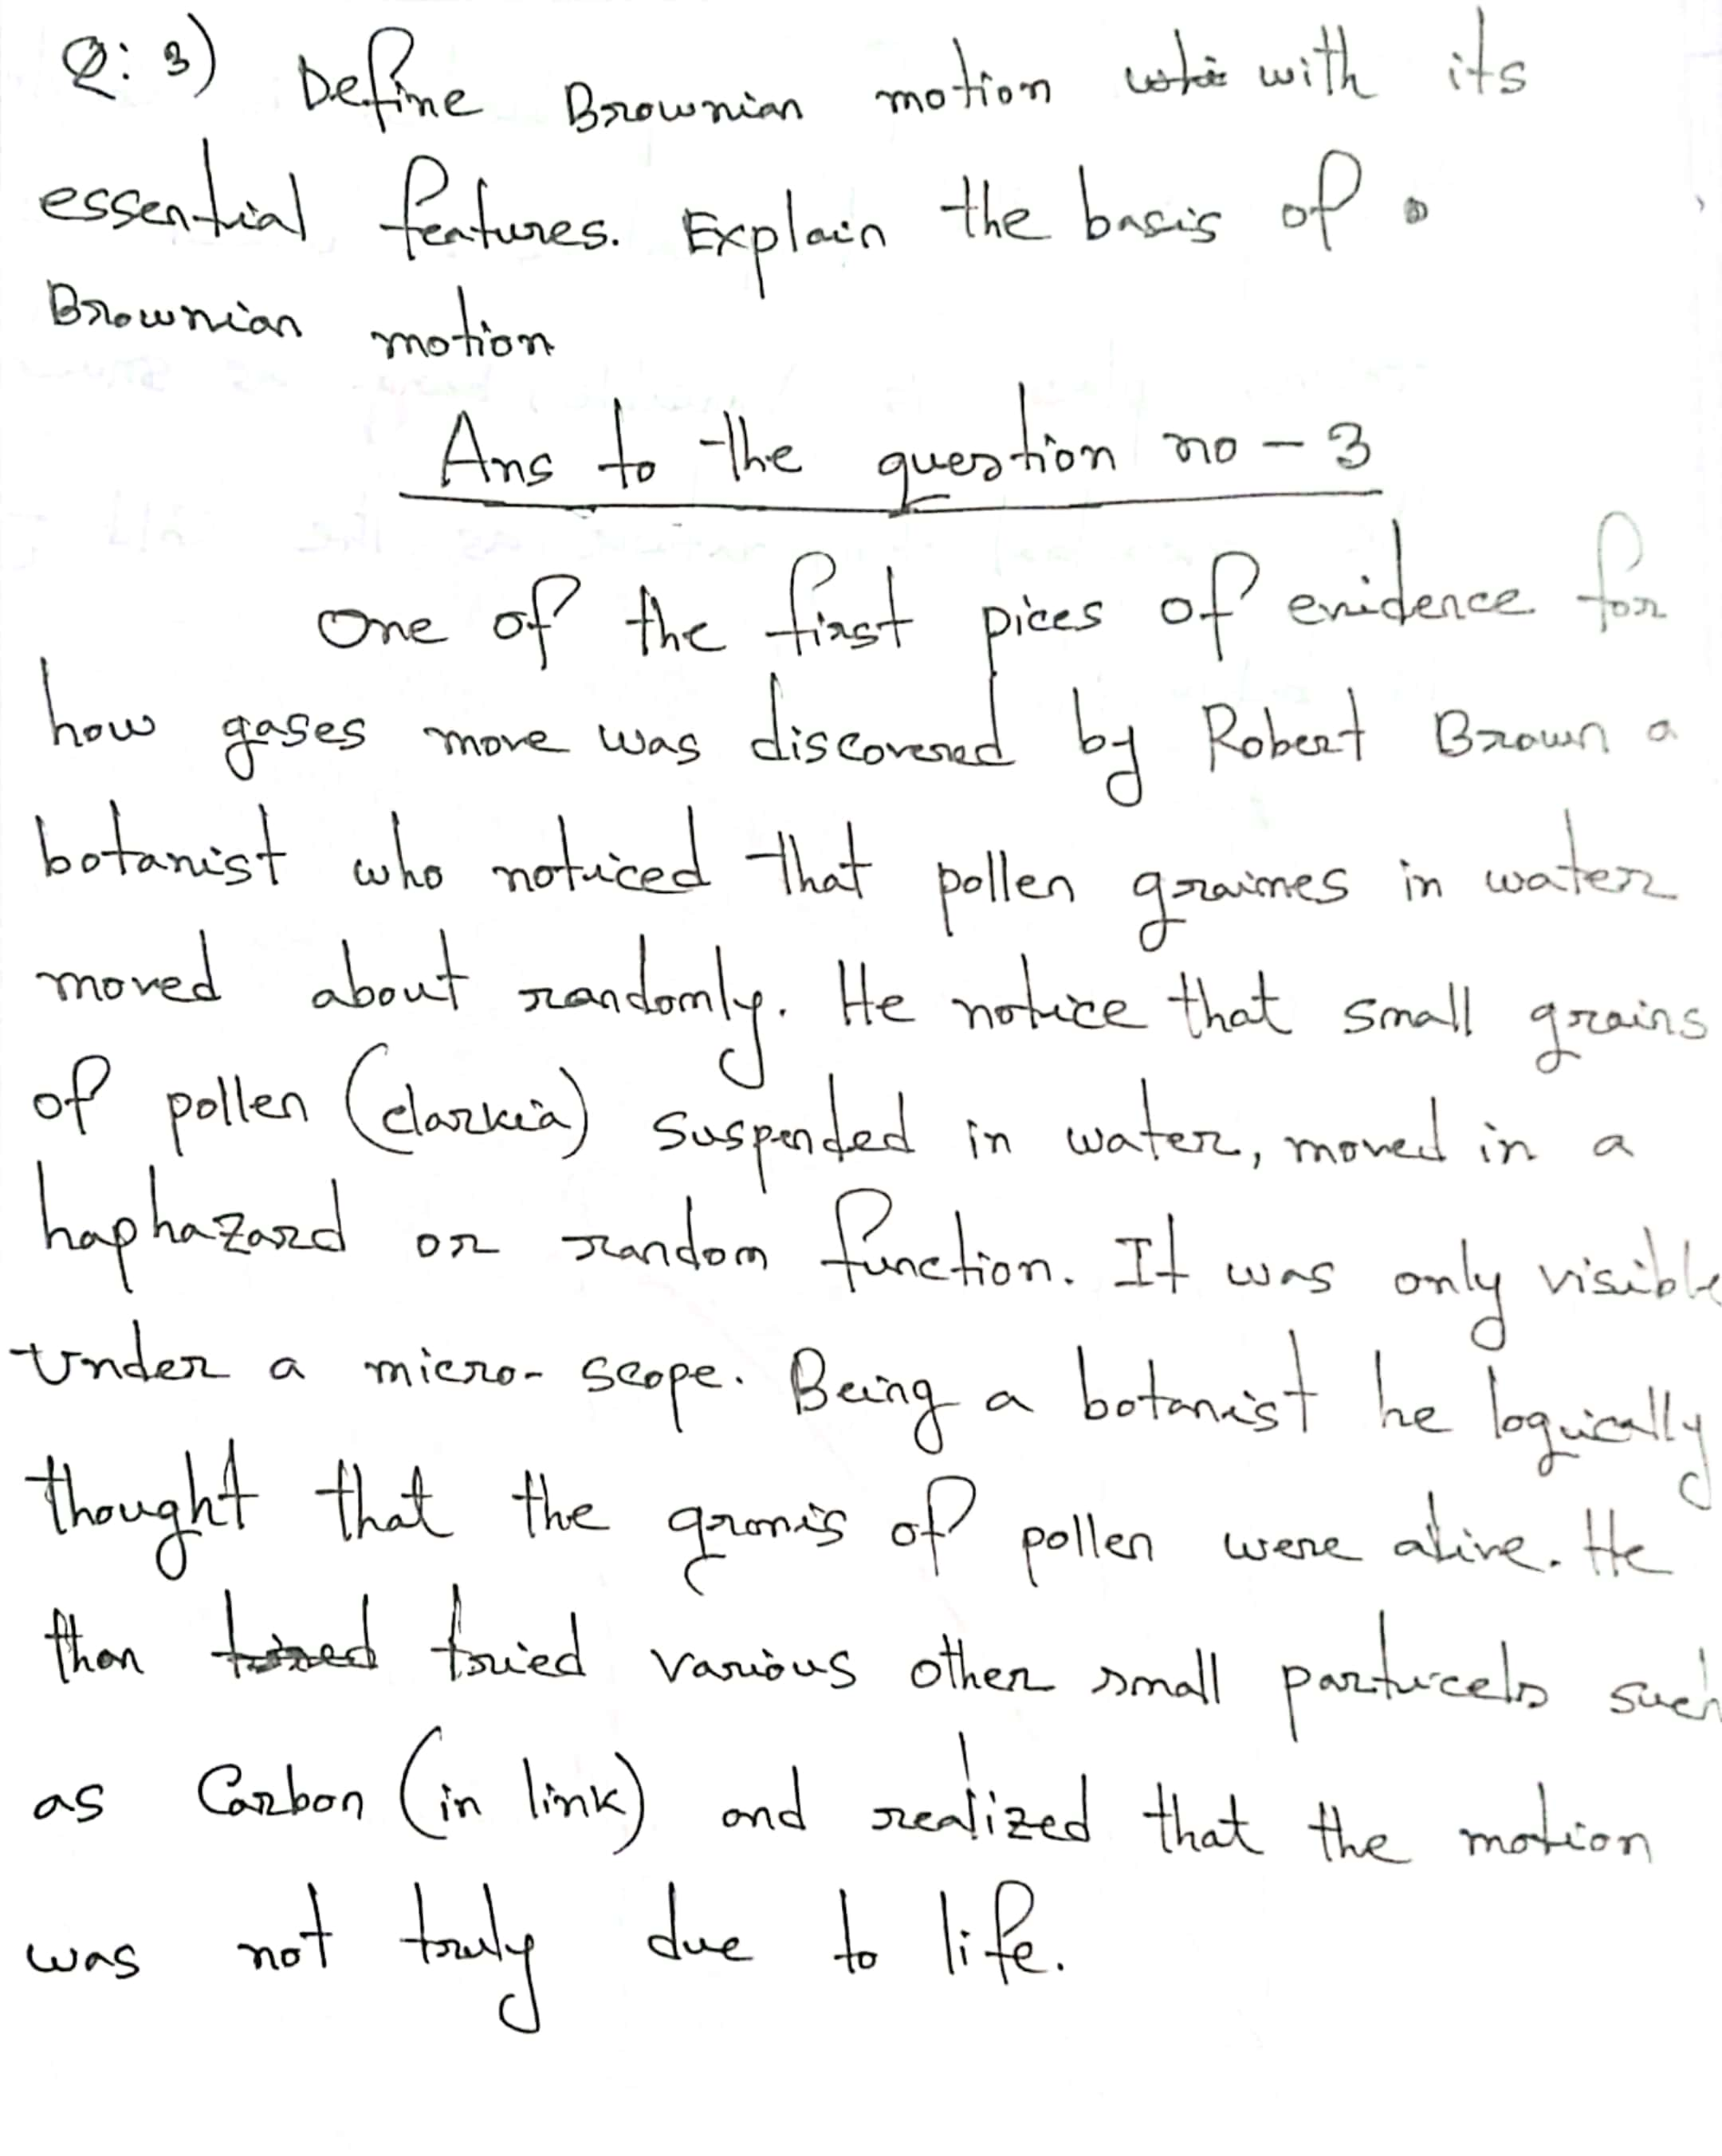 Q: 3) Define Brownian motion with its
essential features. Explain the basis of
Brownian motion
Ans to the question no - 3
One of the first pices of evidence for
how gases move was discovered by Robert Brown a
botanist who noticed that pollen graines in water
moved about randomly. He notice that small grains
of pollen (clarkia) suspended in water, moved in a
haphazard or random function. It was only visible
Under a micro- scope. Being a botanist he logically
thought that the granis of pollen were alive. He
than tried various other small particels such
as Carbon (in link) and realized that the motion
was not truly due to life.